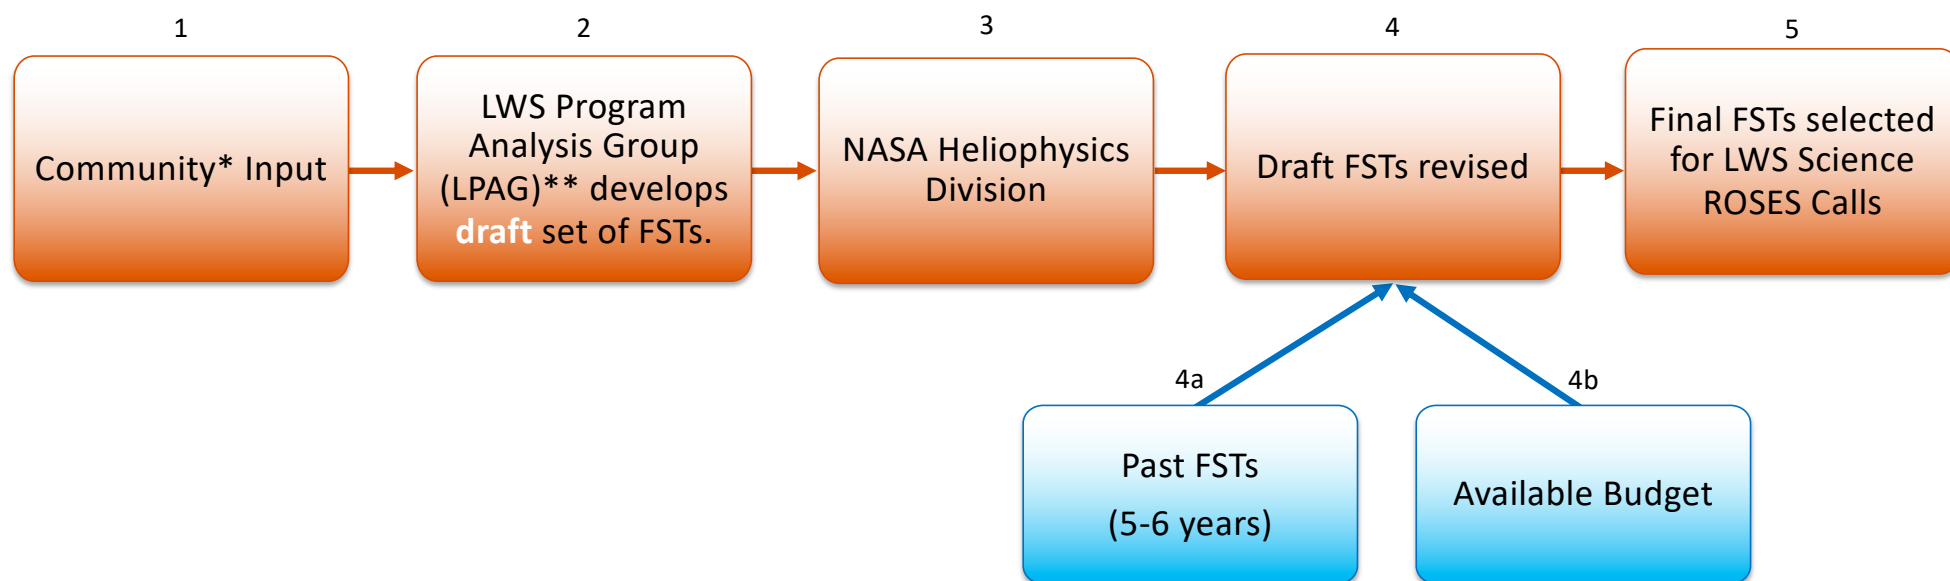 1
Community* Input
2
LWS Program
Analysis Group
(LPAG)** develops
draft set of FSTs.
3
NASA Heliophysics
Division
4
Draft FSTs revised
5
Final FSTs selected
for LWS Science
ROSES Calls
4a
Past FSTs
(5-6 years)
4b
Available Budget